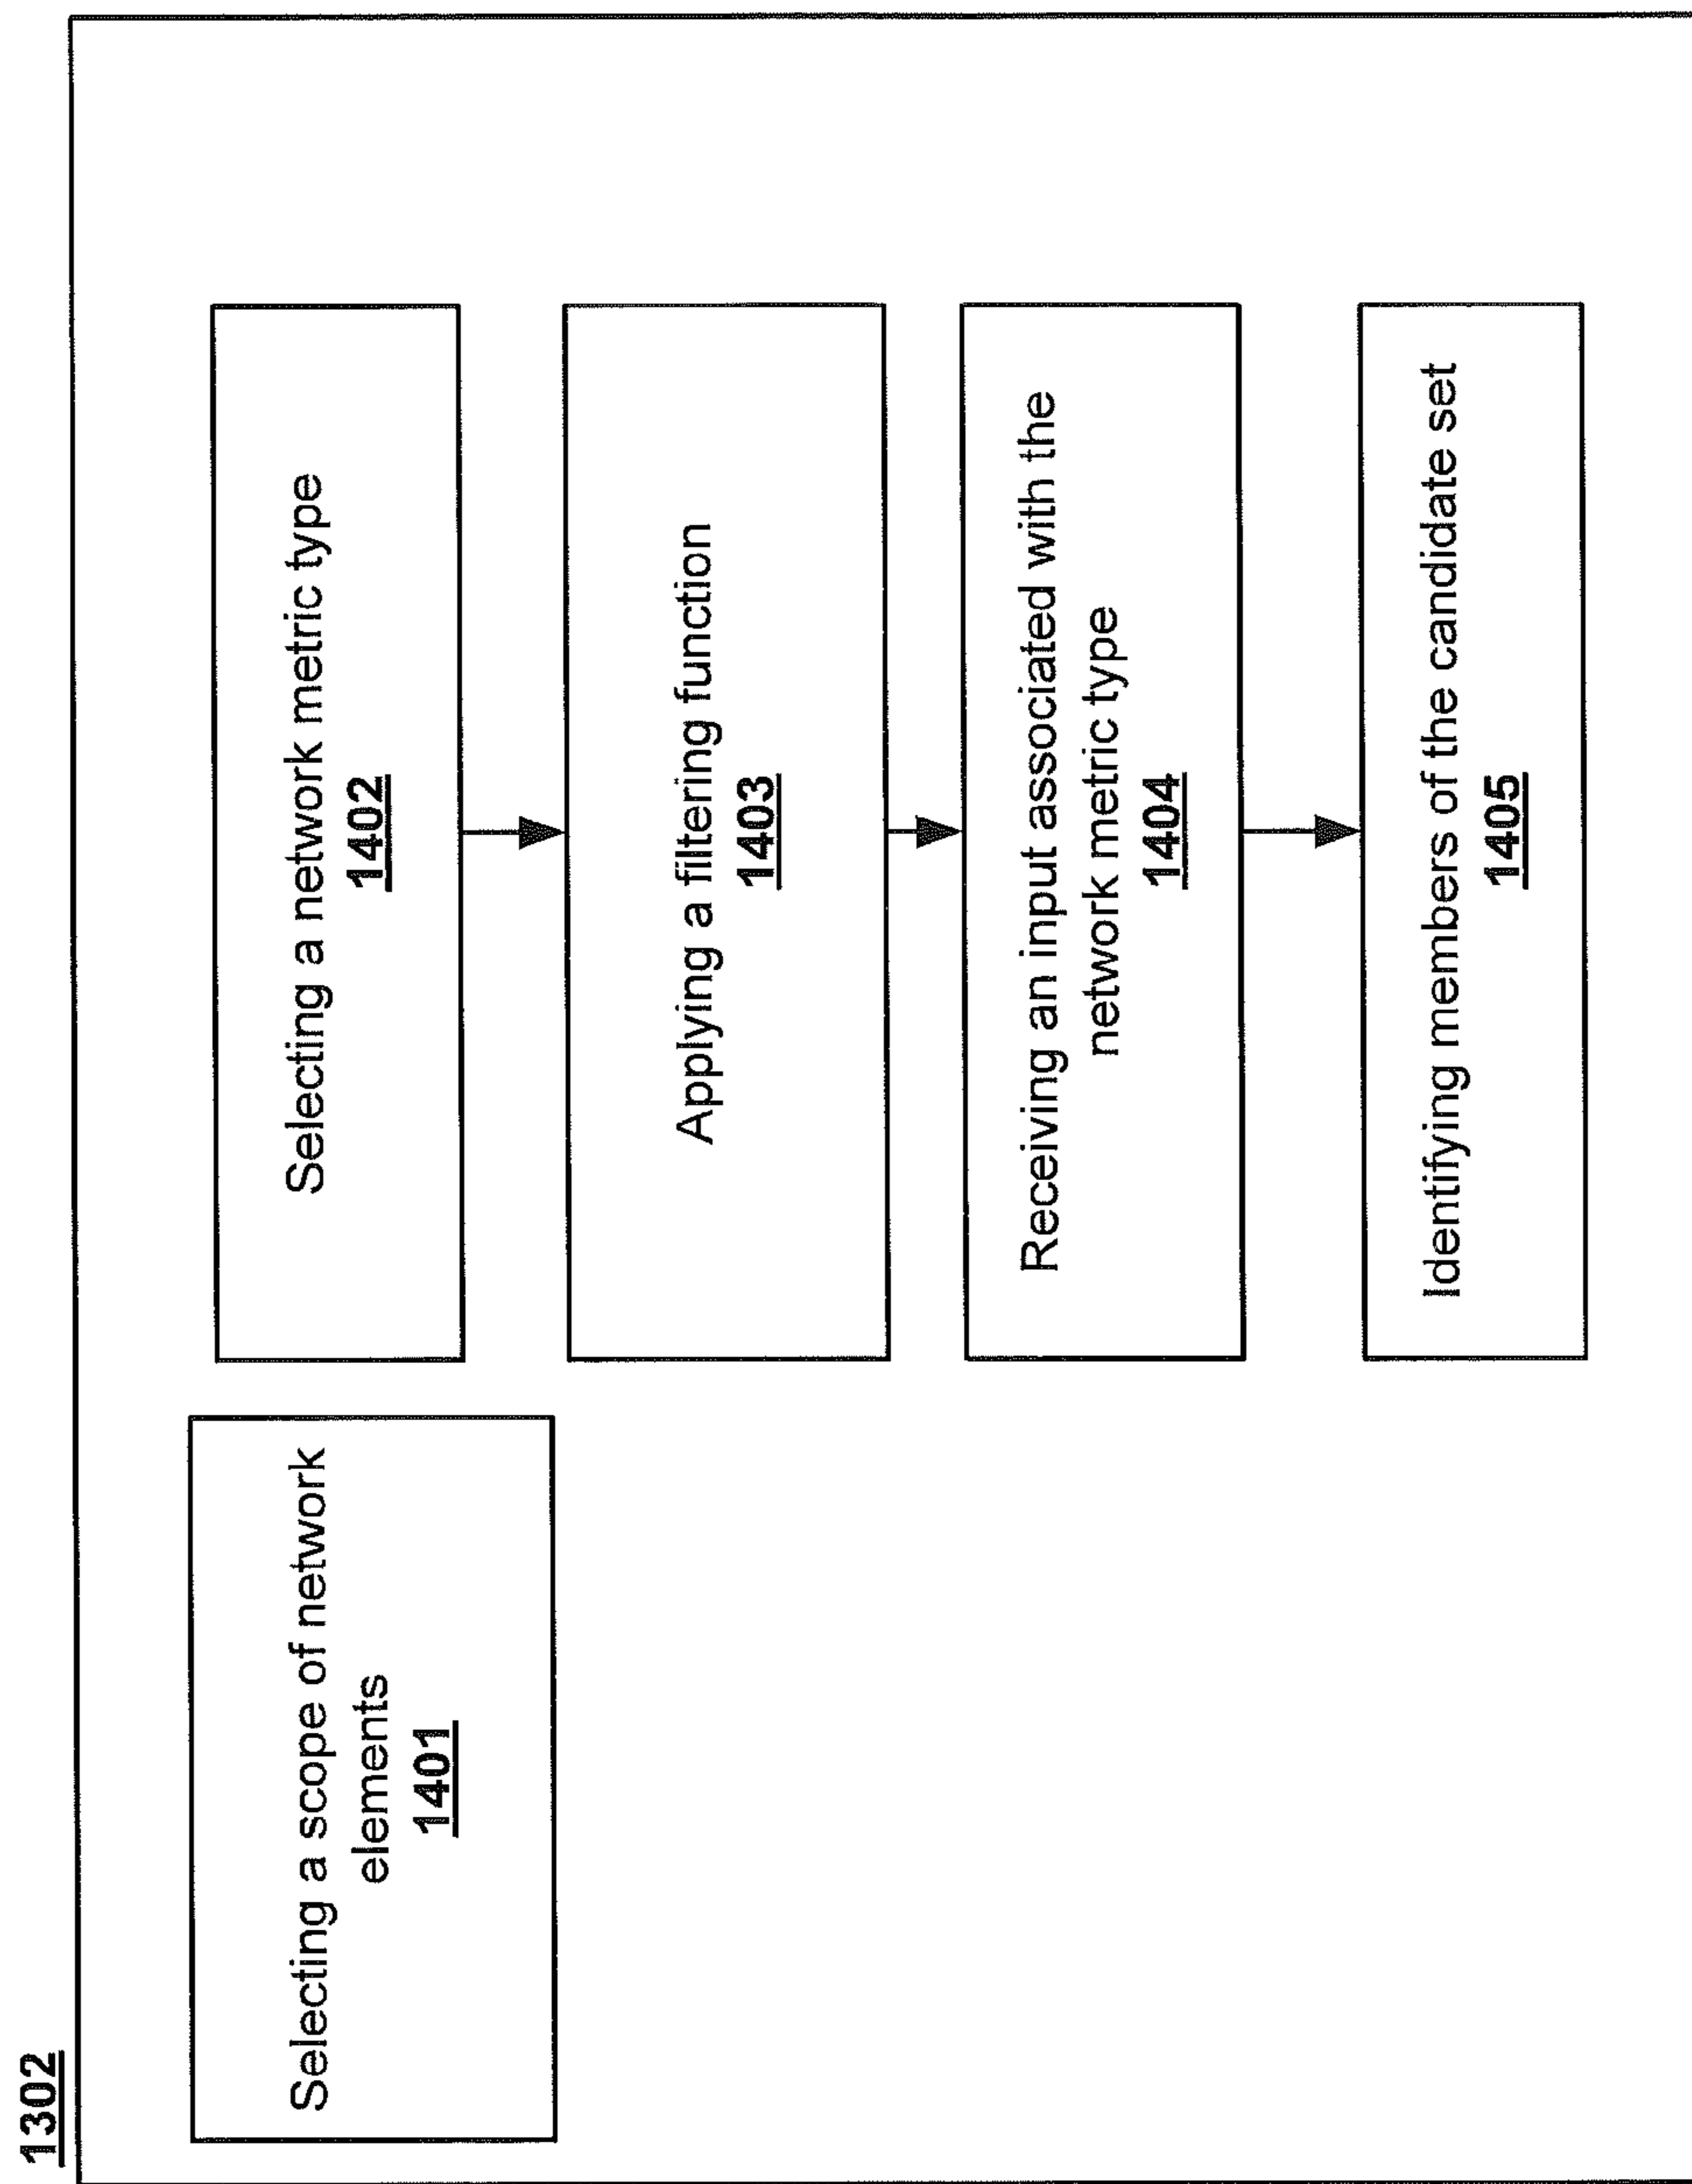 1302
Selecting a scope of network
elements
1401
Selecting a network metric type
1402
Applying a filtering function
1403
Receiving an input associated with the
network metric type
1404
Identifying members of the candidate set
1405